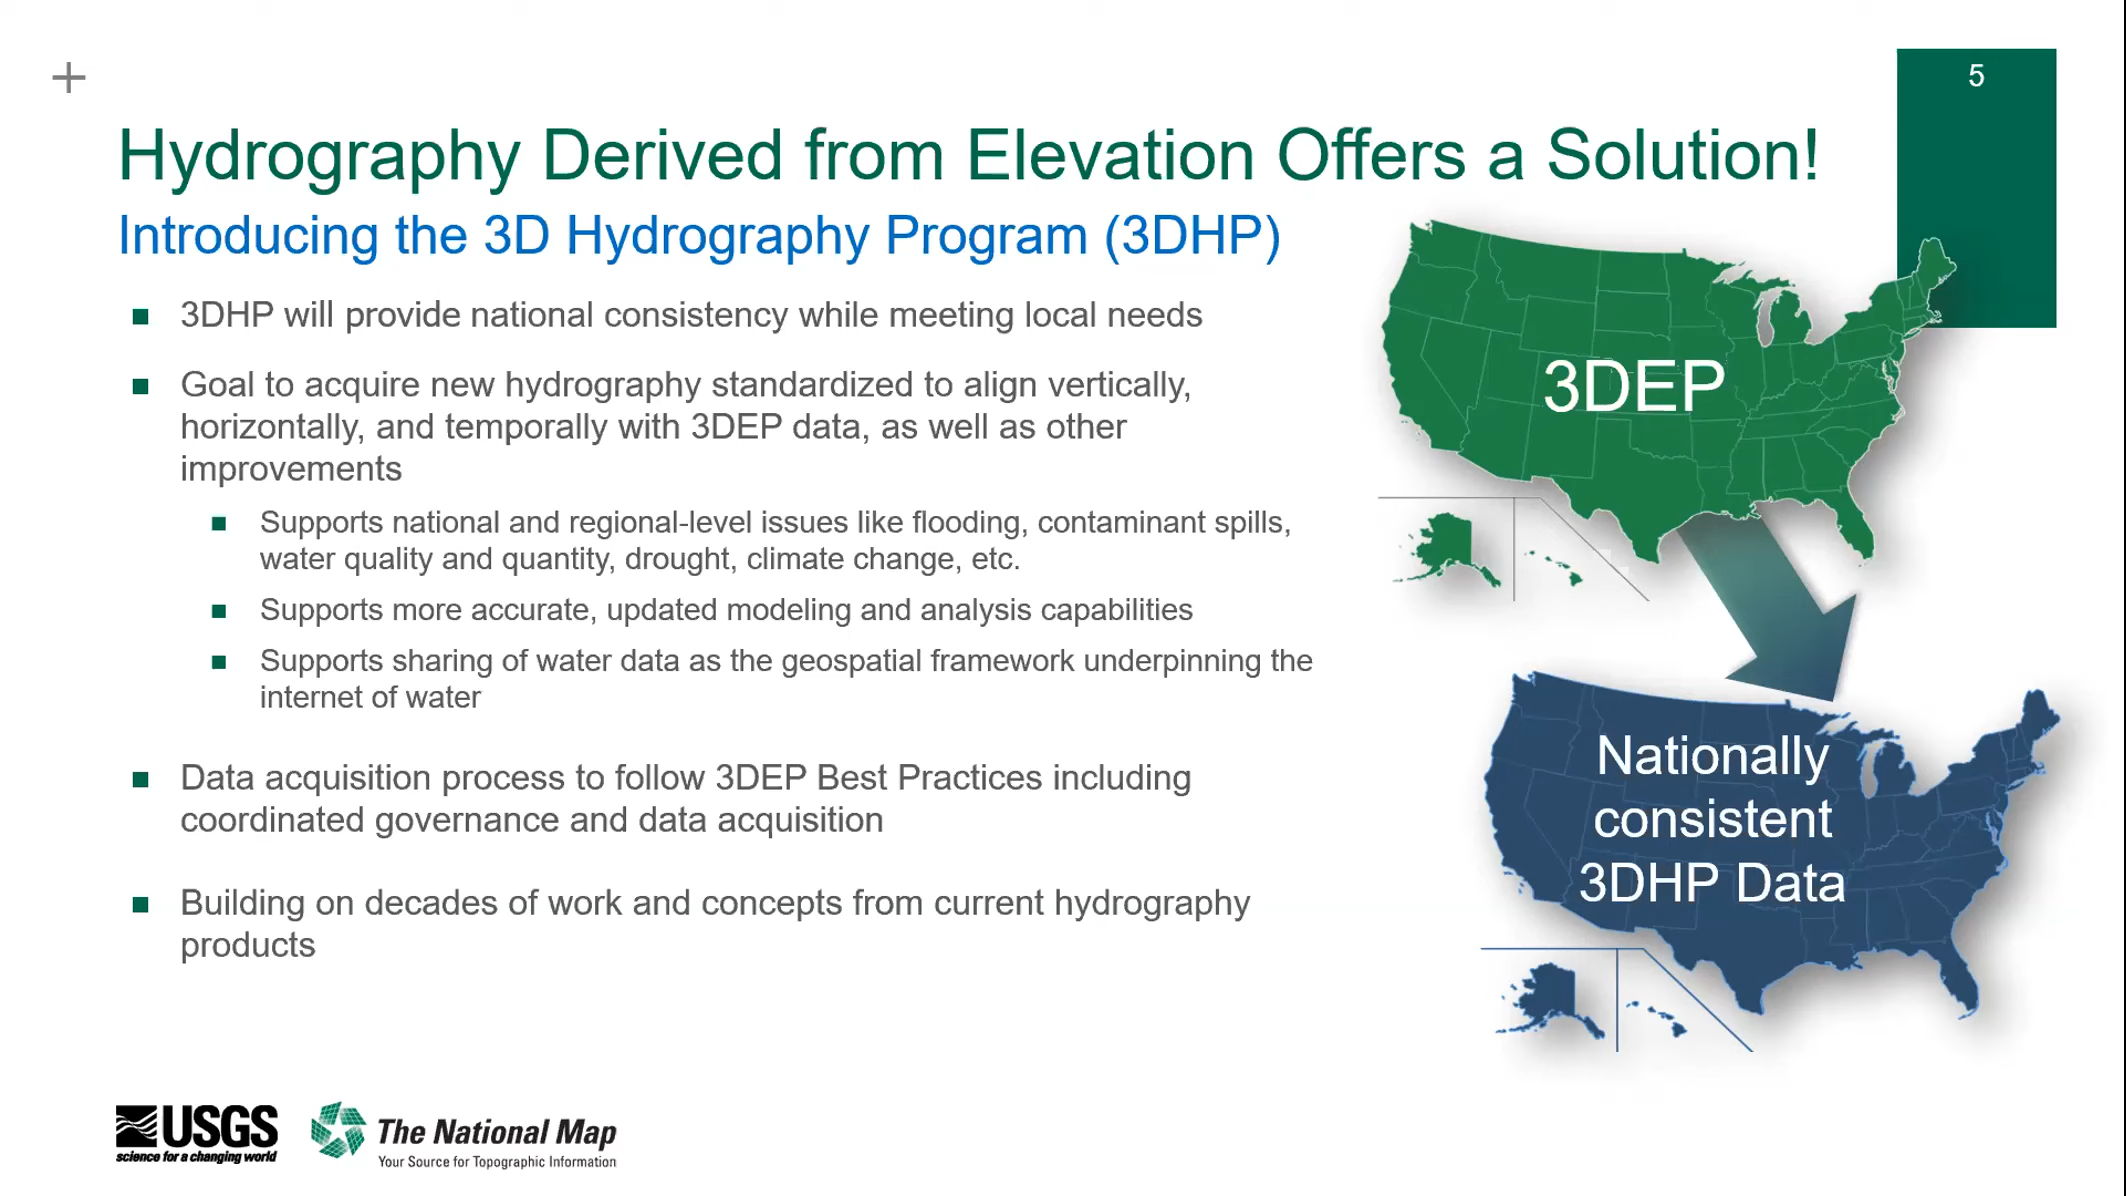 +
5
Hydrography Derived from Elevation Offers a Solution!
Introducing the 3D Hydrography Program (3DHP)
■ 3DHP will provide national consistency while meeting local needs
■ Goal to acquire new hydrography standardized to align vertically,
horizontally, and temporally with 3DEP data, as well as other
improvements
■ Supports national and regional-level issues like flooding, contaminant spills,
water quality and quantity, drought, climate change, etc.
■ Supports more accurate, updated modeling and analysis capabilities
■ Supports sharing of water data as the geospatial framework underpinning the
internet of water
■ Data acquisition process to follow 3DEP Best Practices including
coordinated governance and data acquisition
■ Building on decades of work and concepts from current hydrography
products
3DEP
Nationally
consistent
3DHP Data
USGS
science for a changing world
The National Map
Your Source for Topographic Information